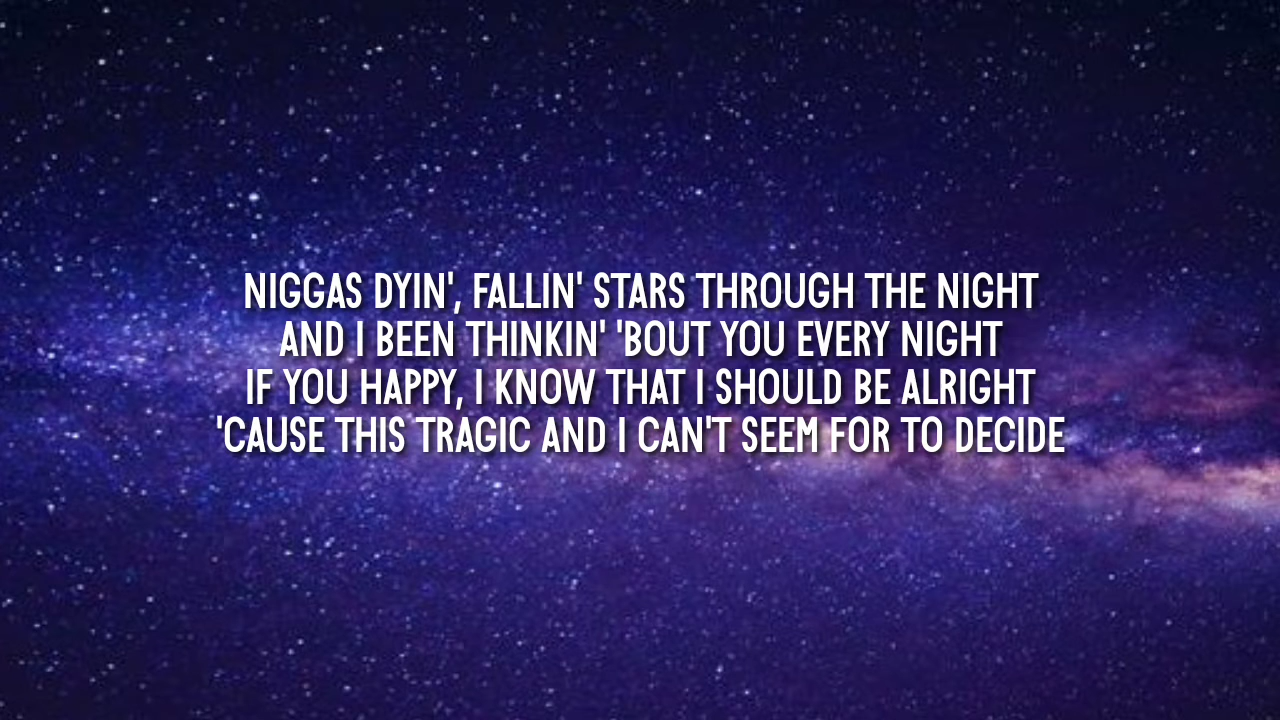 NIGGAS DYIN', FALLIN' STARS THROUGH THE NIGHT
AND I BEEN THINKIN' 'BOUT YOU EVERY NIGHT
IF YOU HAPPY, I KNOW THAT I SHOULD BE ALRIGHT
'CAUSE THIS TRAGIC AND I CAN'T SEEM FOR TO DECIDE